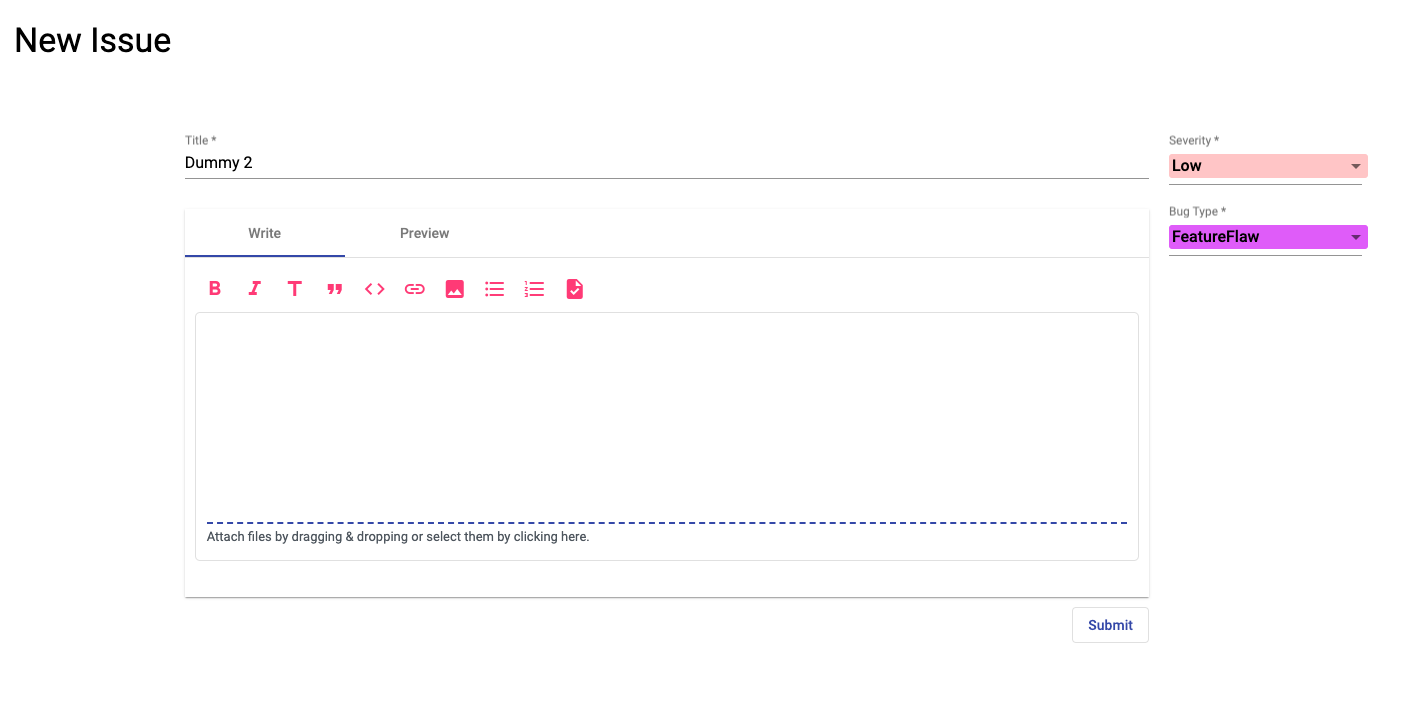 New Issue
Title *
Dummy 2
Severity *
Low
Bug Type *
FeatureFlaw
Write Preview
Attach files by dragging & dropping or select them by clicking here.
Submit